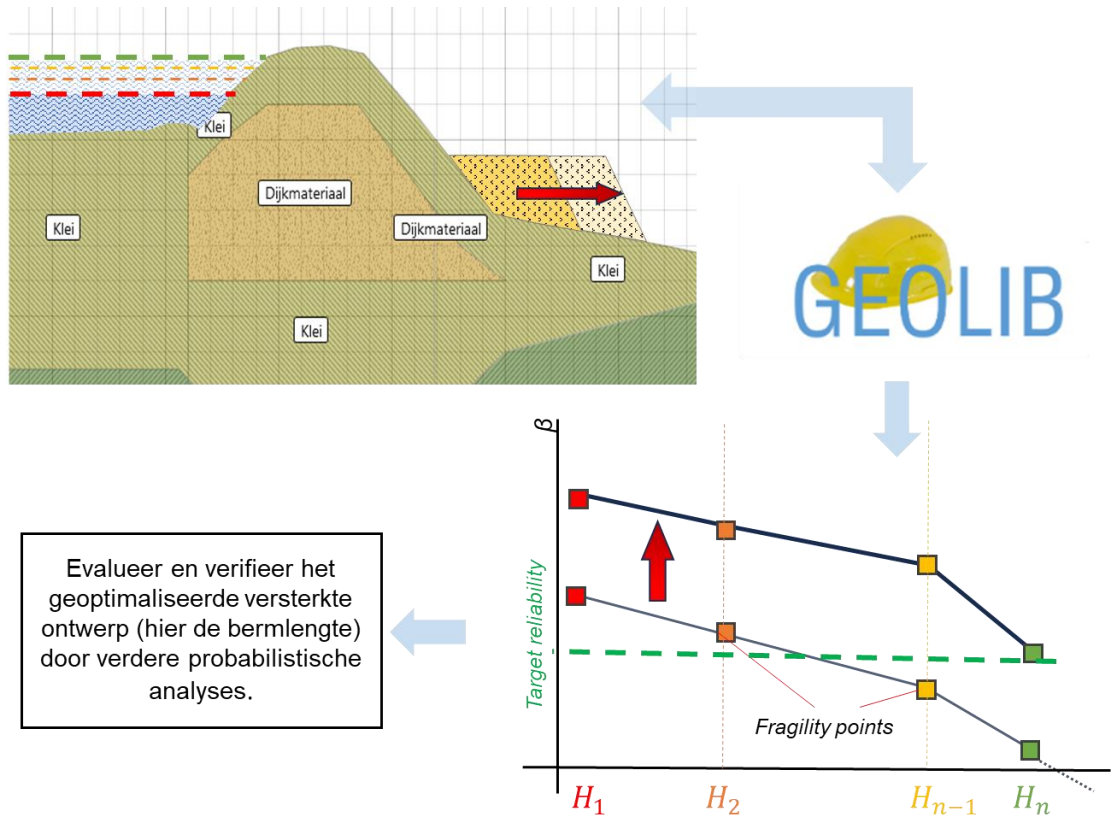 Klei
Dijkmateriaal
Klei
Dijkmateriaal
Klei
Klei
GEOLIB
β
Target reliability
Fragility points
H1
H2
Hn−1
Hn
Evalueer en verifieer het
geoptimaliseerde versterkte
ontwerp (hier de bermlengte)
door verdere probabilistische
analyses.